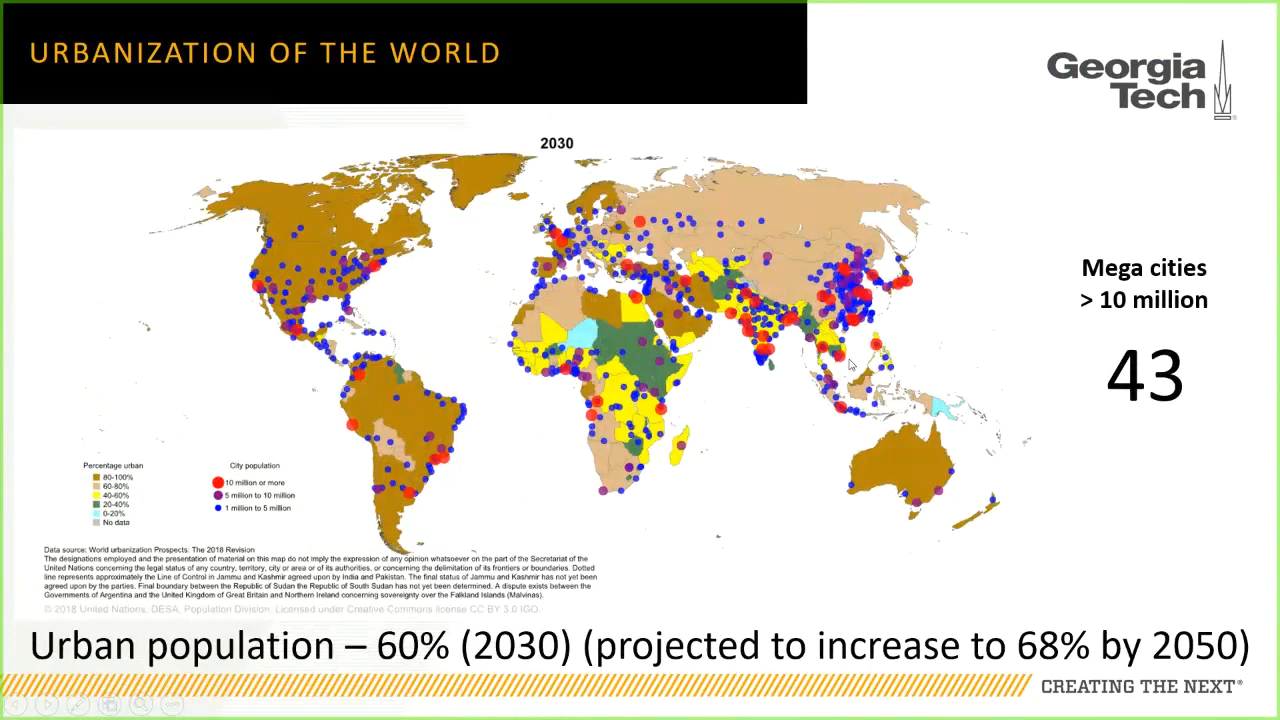 URBANIZATION OF THE WORLD
Georgia
Tech
2030
Mega cities
> 10 million
43
Percentage urban
80-100%
60-80%
40-60%
20-40%
0-20%
No data
City population
10 million or more
5 million to 10 million
1 million to 5 million
Data source: World urbanization Prospects. The 2018 Revision
The designations employed and the presentation of material on this map do not imply the expression of any opinion whatsoever on the part of the Secretariat of the
United Nations concerning the legal status of any country, territory, city or area or of its authorities, or concerning the delimitation of its frontiers or boundaries. Dotted
line represents approximately the Line of Control in Jammu and Kashmir agreed upon by India and Pakistan. The final status of Jammu and Kashmir has not yet been
agreed upon by the parties. Final boundary between the Republic of Sudan the Republic of South Sudan has not yet been determined. A dispute exists between the
Governments of Argentina and the United Kingdom of Great Britain and Northern Ireland concerning sovereignty over the Falkland Islands (Malvinas).
© 2018 United Nations, DESA, Population Division. Licensed under Creative Commons license CC BY 3.0 IGO.
Urban population – 60% (2030) (projected to increase to 68% by 2050)
CREATING THE NEXT®